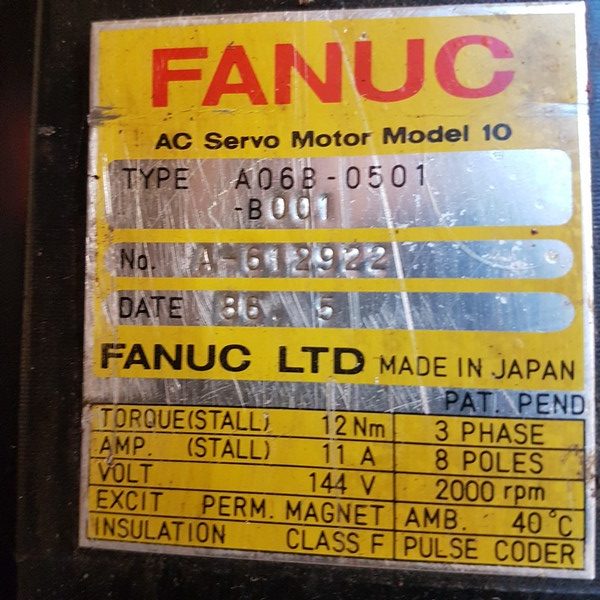 FANUC
AC Servo Motor Model 10
TYPE A06B-0501
-B001
No. A-612922
DATE 86. 5
FANUC LTD MADE IN JAPAN
PAT. PEND
TORQUE(STALL) 12 Nm 3 PHASE
AMP. (STALL) 11 A 8 POLES
VOLT 144 V 2000 rpm
EXCIT PERM. MAGNET AMB. 40°C
INSULATION CLASS F PULSE CODER